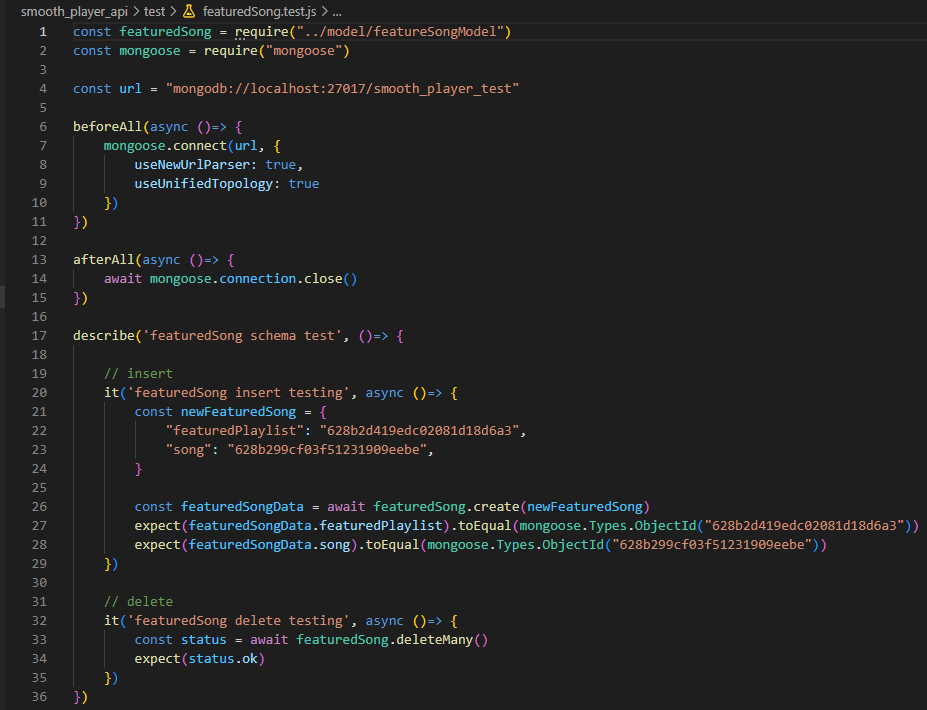 smooth_player_api > test > featuredSong.test.js > ...
1 const featuredSong = require("../model/featureSongModel")
2 const mongoose = require("mongoose")
3
4 const url = "mongodb://localhost:27017/smooth_player_test"
5
6 beforeAll(async ()=> {
7 mongoose.connect(url, {
8 useNewUrlParser: true,
9 useUnifiedTopology: true
10 })
11 })
12
13 afterAll(async ()=> {
14 await mongoose.connection.close()
15 })
16
17 describe('featuredSong schema test', ()=> {
18
19 // insert
20 it('featuredSong insert testing', async ()=> {
21 const newFeaturedSong = {
22 "featuredPlaylist": "628b2d419edc02081d18d6a3",
23 "song": "628b299cf03f51231909eebe",
24 }
25
26 const featuredSongData = await featuredSong.create(newFeaturedSong)
27 expect(featuredSongData.featuredPlaylist).toEqual(mongoose.Types.ObjectId("628b2d419edc02081d18d6a3"))
28 expect(featuredSongData.song).toEqual(mongoose.Types.ObjectId("628b299cf03f51231909eebe"))
29 })
30
31 // delete
32 it('featuredSong delete testing', async ()=> {
33 const status = await featuredSong.deleteMany()
34 expect(status.ok)
35 })
36 })